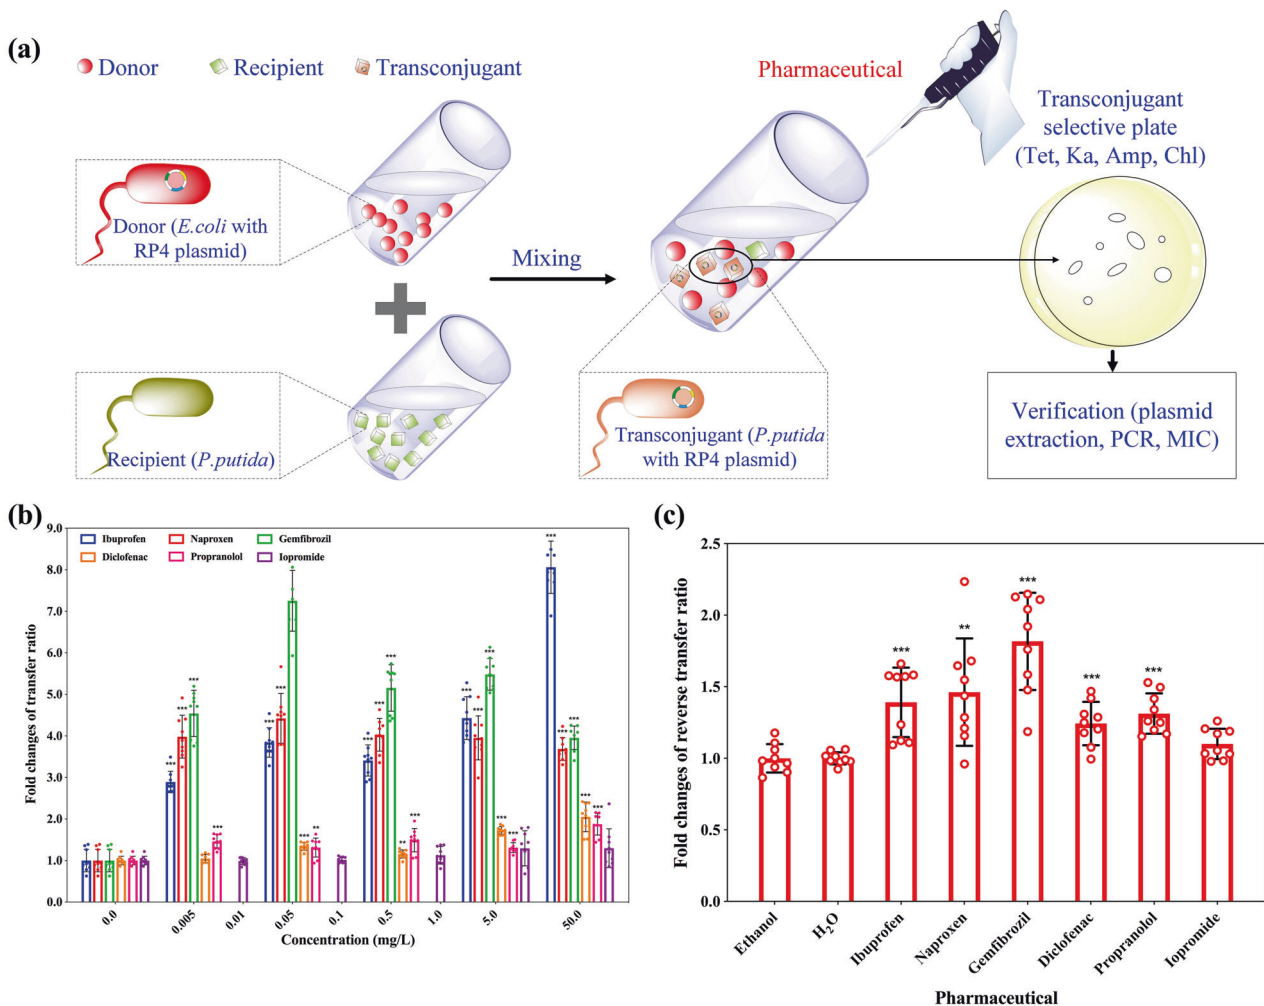 (a)
Donor
Recipient
Transconjugant
Pharmaceutical
Transconjugant
selective plate
(Tet, Ka, Amp, Chl)
Donor (E.coli with
RP4 plasmid)
Mixing
Recipient (P.putida)
Transconjugant (P.putida
with RP4 plasmid)
Verification (plasmid
extraction, PCR, MIC)
(b)
Fold changes of transfer ratio
9.0
8.0
7.0
6.0
5.0
4.0
3.0
2.0
1.0
0.0
Ibuprofen
Naproxen
Gemfibrozil
Diclofenac
Propranolol
Iopromide
***
***
***
***
***
***
***
**
***
***
***
**
***
***
***
***
***
***
***
***
***
***
***
0.0
0.005
0.01
0.05
0.1
0.5
1.0
5.0
50.0
Concentration (mg/L)
(c)
Fold changes of reverse transfer ratio
2.5
2.0
1.5
1.0
0.5
0.0
***
**
***
***
***
Ethanol
H₂O
Ibuprofen
Naproxen
Gemfibrozil
Diclofenac
Propranolol
Iopromide
Pharmaceutical